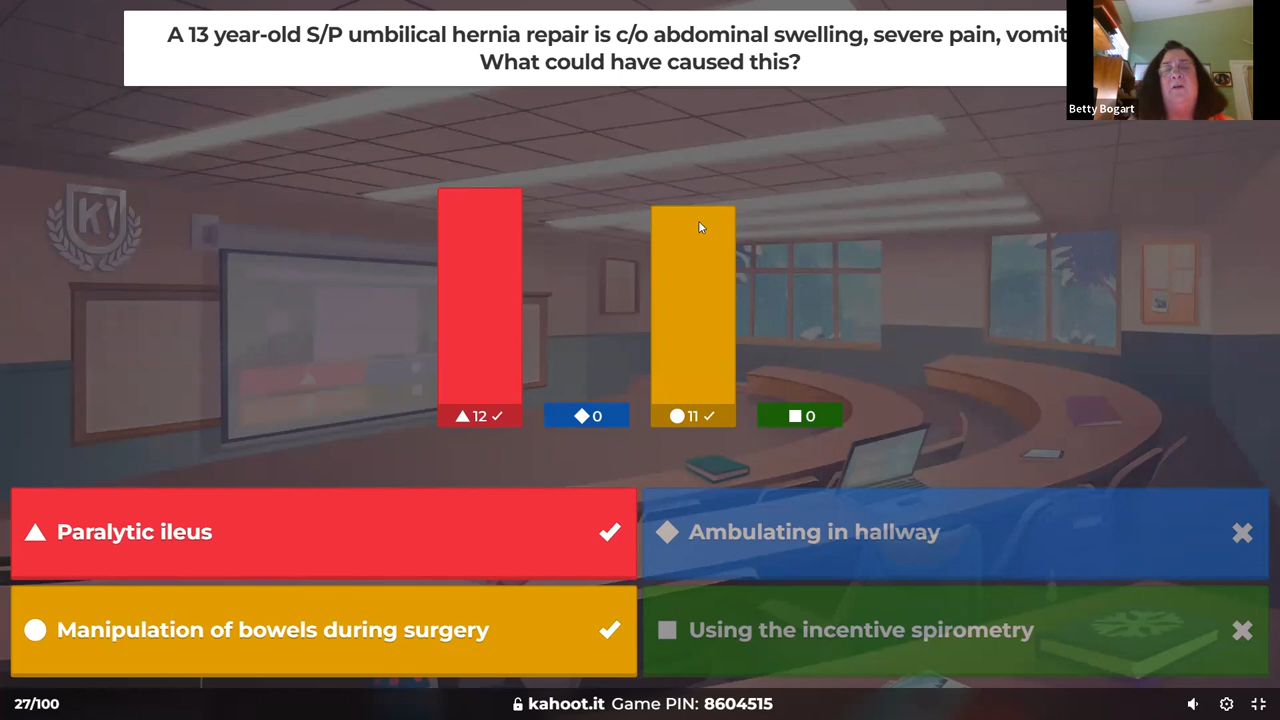 A 13 year-old S/P umbilical hernia repair is c/o abdominal swelling, severe pain,
What could have caused this?
Betty Bogart
K!
12
0
11
0
Paralytic ileus
Ambulating in hallway
Manipulation of bowels during surgery
Using the incentive spirometry
27/100
kahoot.it Game PIN: 8604515